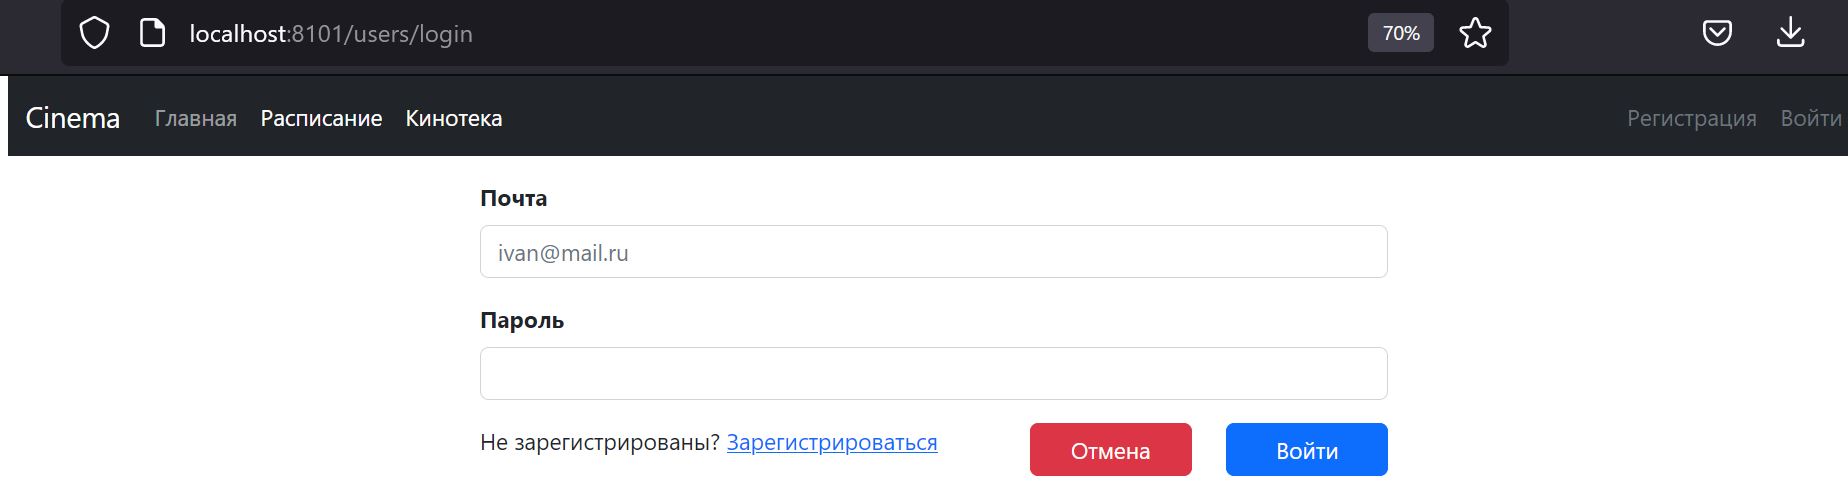 localhost:8101/users/login 70%
Cinema Главная Расписание Кинотека Регистрация Войти
Почта
ivan@mail.ru
Пароль
Не зарегистрированы? Зарегистрироваться Отмена Войти